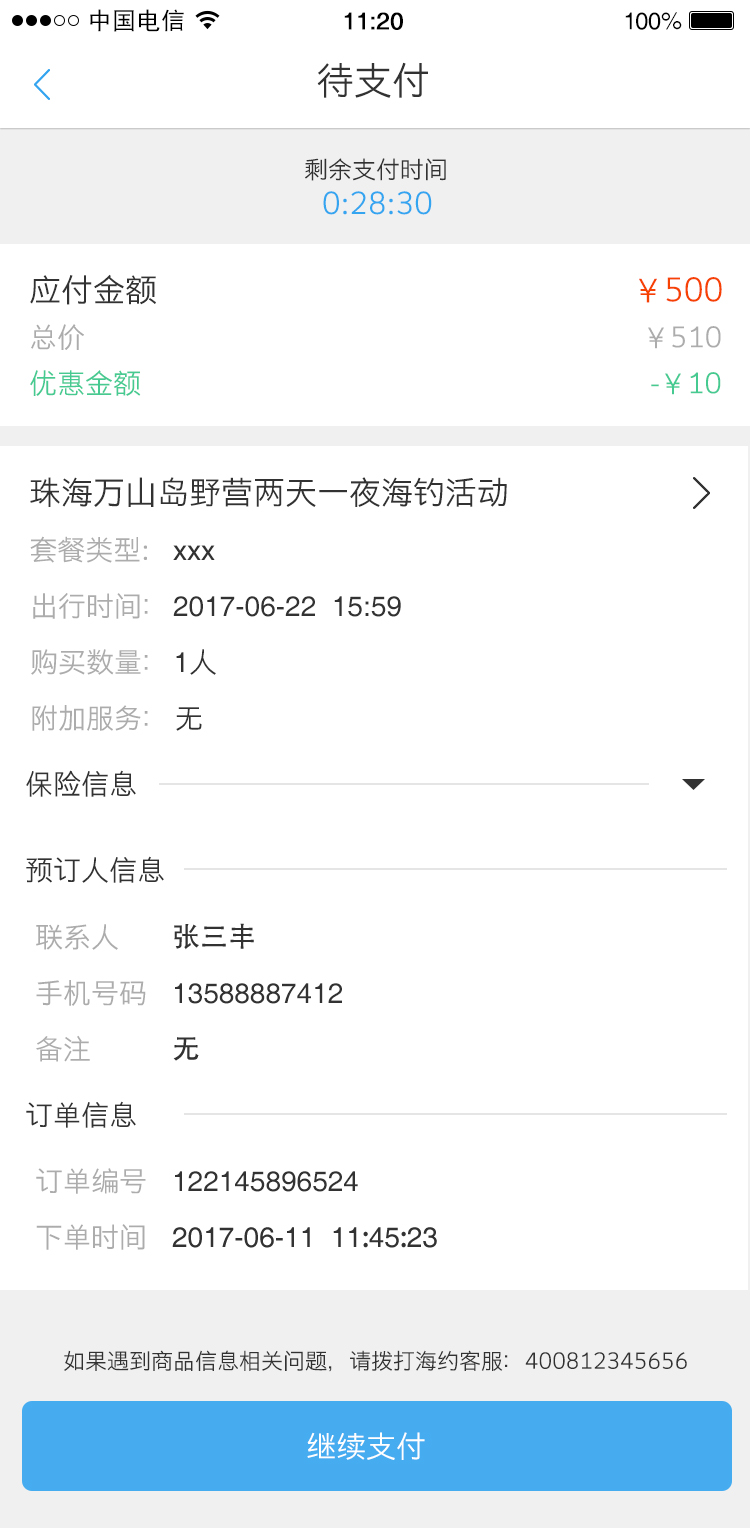 中国电信 11:20 100%
待支付
剩余支付时间
0:28:30
应付金额 ￥500
总价 ￥510
优惠金额 -￥10
珠海万山岛野营两天一夜海钓活动
套餐类型: xxx
出行时间: 2017-06-22 15:59
购买数量: 1人
附加服务: 无
保险信息
预订人信息
联系人 张三丰
手机号码 13588887412
备注 无
订单信息
订单编号 122145896524
下单时间 2017-06-11 11:45:23
如果遇到商品信息相关问题，请拨打海约客服：400812345656
继续支付